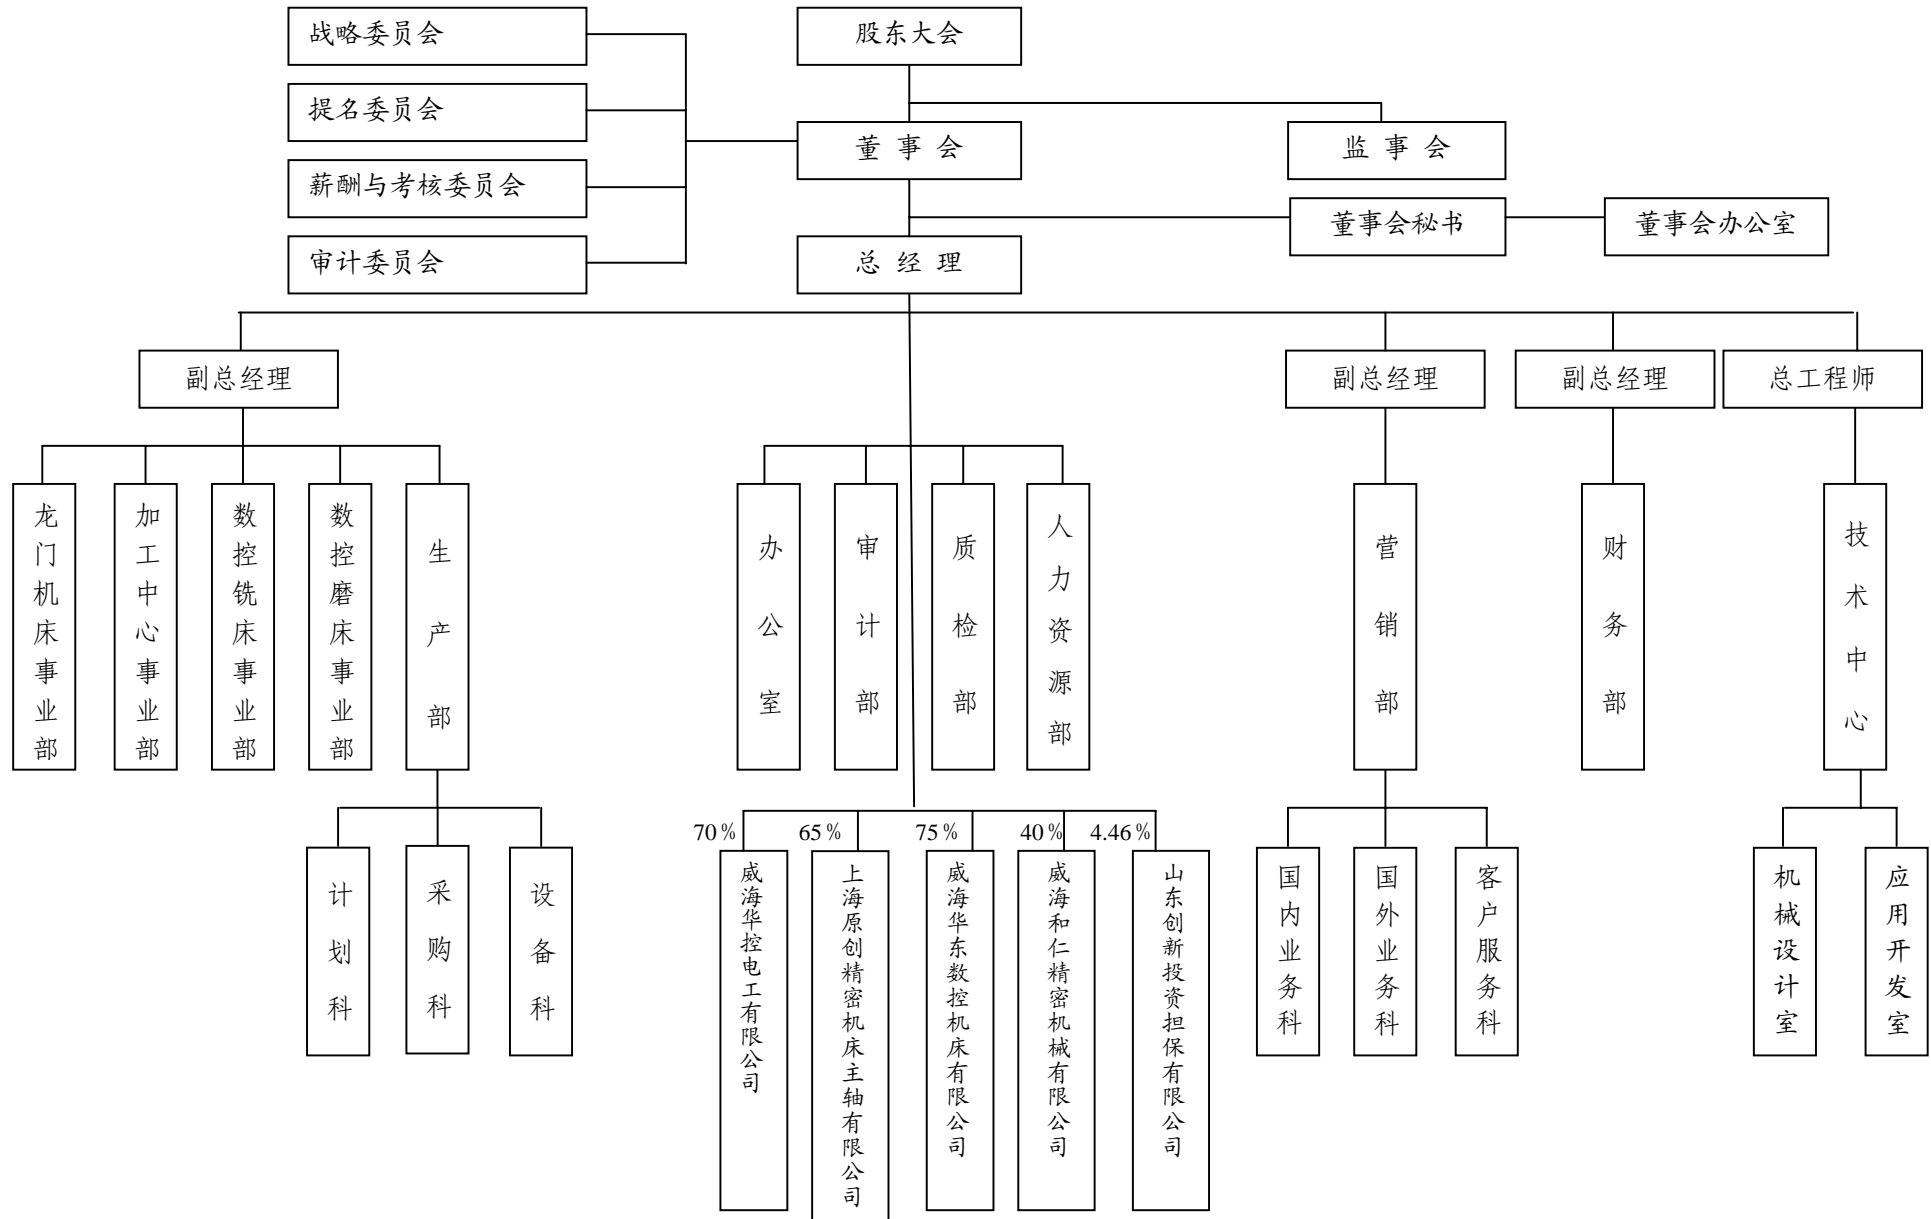 战略委员会
股东大会
提名委员会
董事会
监事会
薪酬与考核委员会
董事会秘书
董事会办公室
审计委员会
总经理
副总经理
副总经理
副总经理
总工程师
龙门机床事业部
加工中心事业部
数控铣床事业部
数控磨床事业部
生产部
办公室
审计部
质检部
人力资源部
营销部
财务部
技术中心
计划科
采购科
设备科
70%
65%
75%
40%
4.46%
威海华控电工有限公司
上海原创精密机床主轴有限公司
威海华东数控机床有限公司
威海和仁精密机械有限公司
山东创新投资担保有限公司
国内业务科
国外业务科
客户服务科
机械设计室
应用开发室